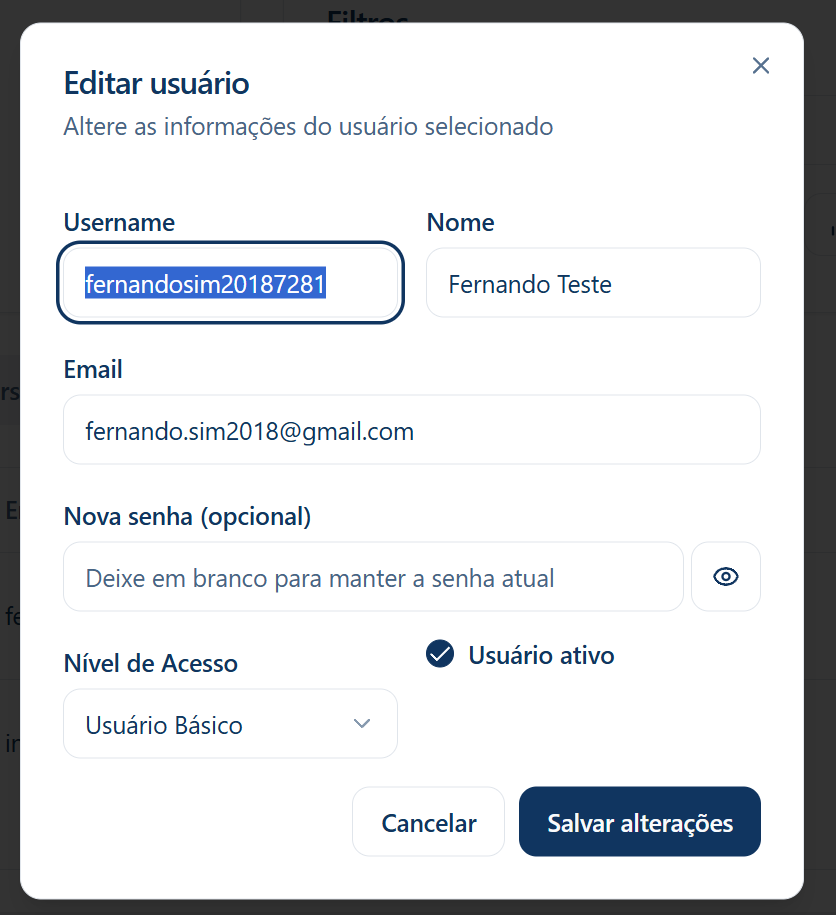 Filtros
Editar usuário
Altere as informações do usuário selecionado
Username
Nome
fernandosim20187281
Fernando Teste
Email
fernando.sim2018@gmail.com
Nova senha (opcional)
Deixe em branco para manter a senha atual
Nível de Acesso
Usuário ativo
Usuário Básico
Cancelar
Salvar alterações